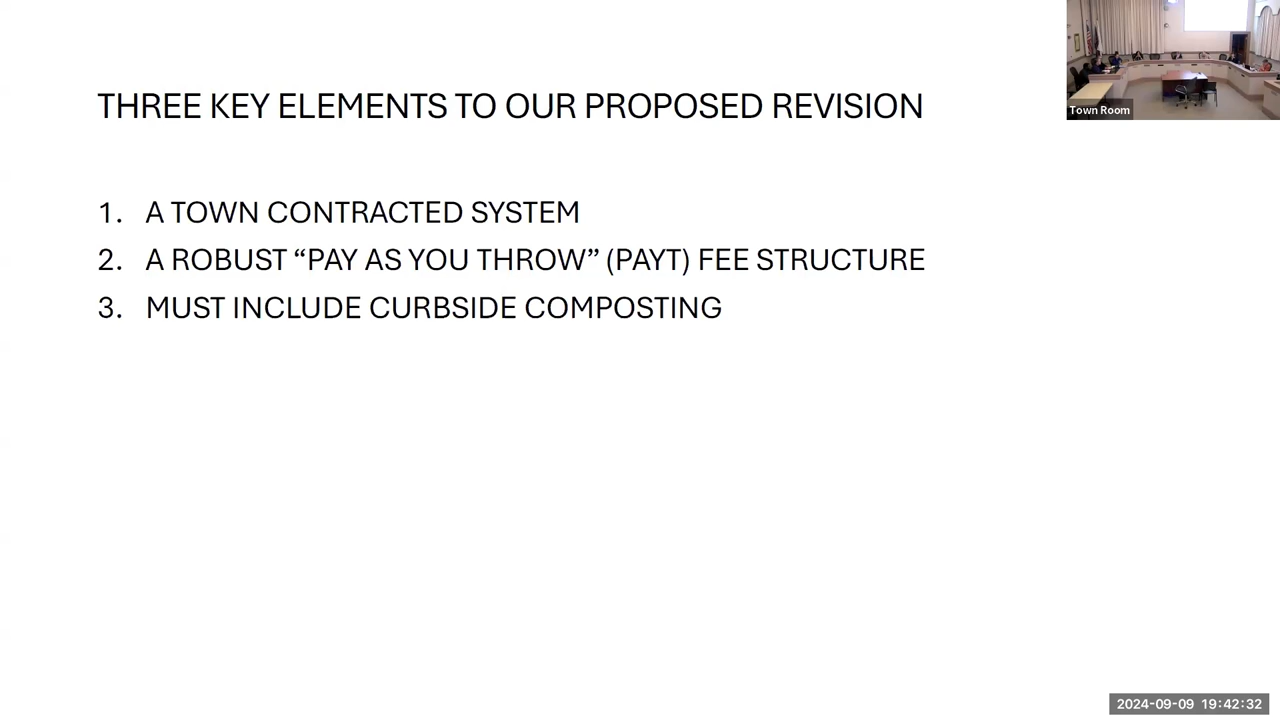 THREE KEY ELEMENTS TO OUR PROPOSED REVISION
1. A TOWN CONTRACTED SYSTEM
2. A ROBUST “PAY AS YOU THROW” (PAYT) FEE STRUCTURE
3. MUST INCLUDE CURBSIDE COMPOSTING
Town Room
2024-09-09 19:42:32